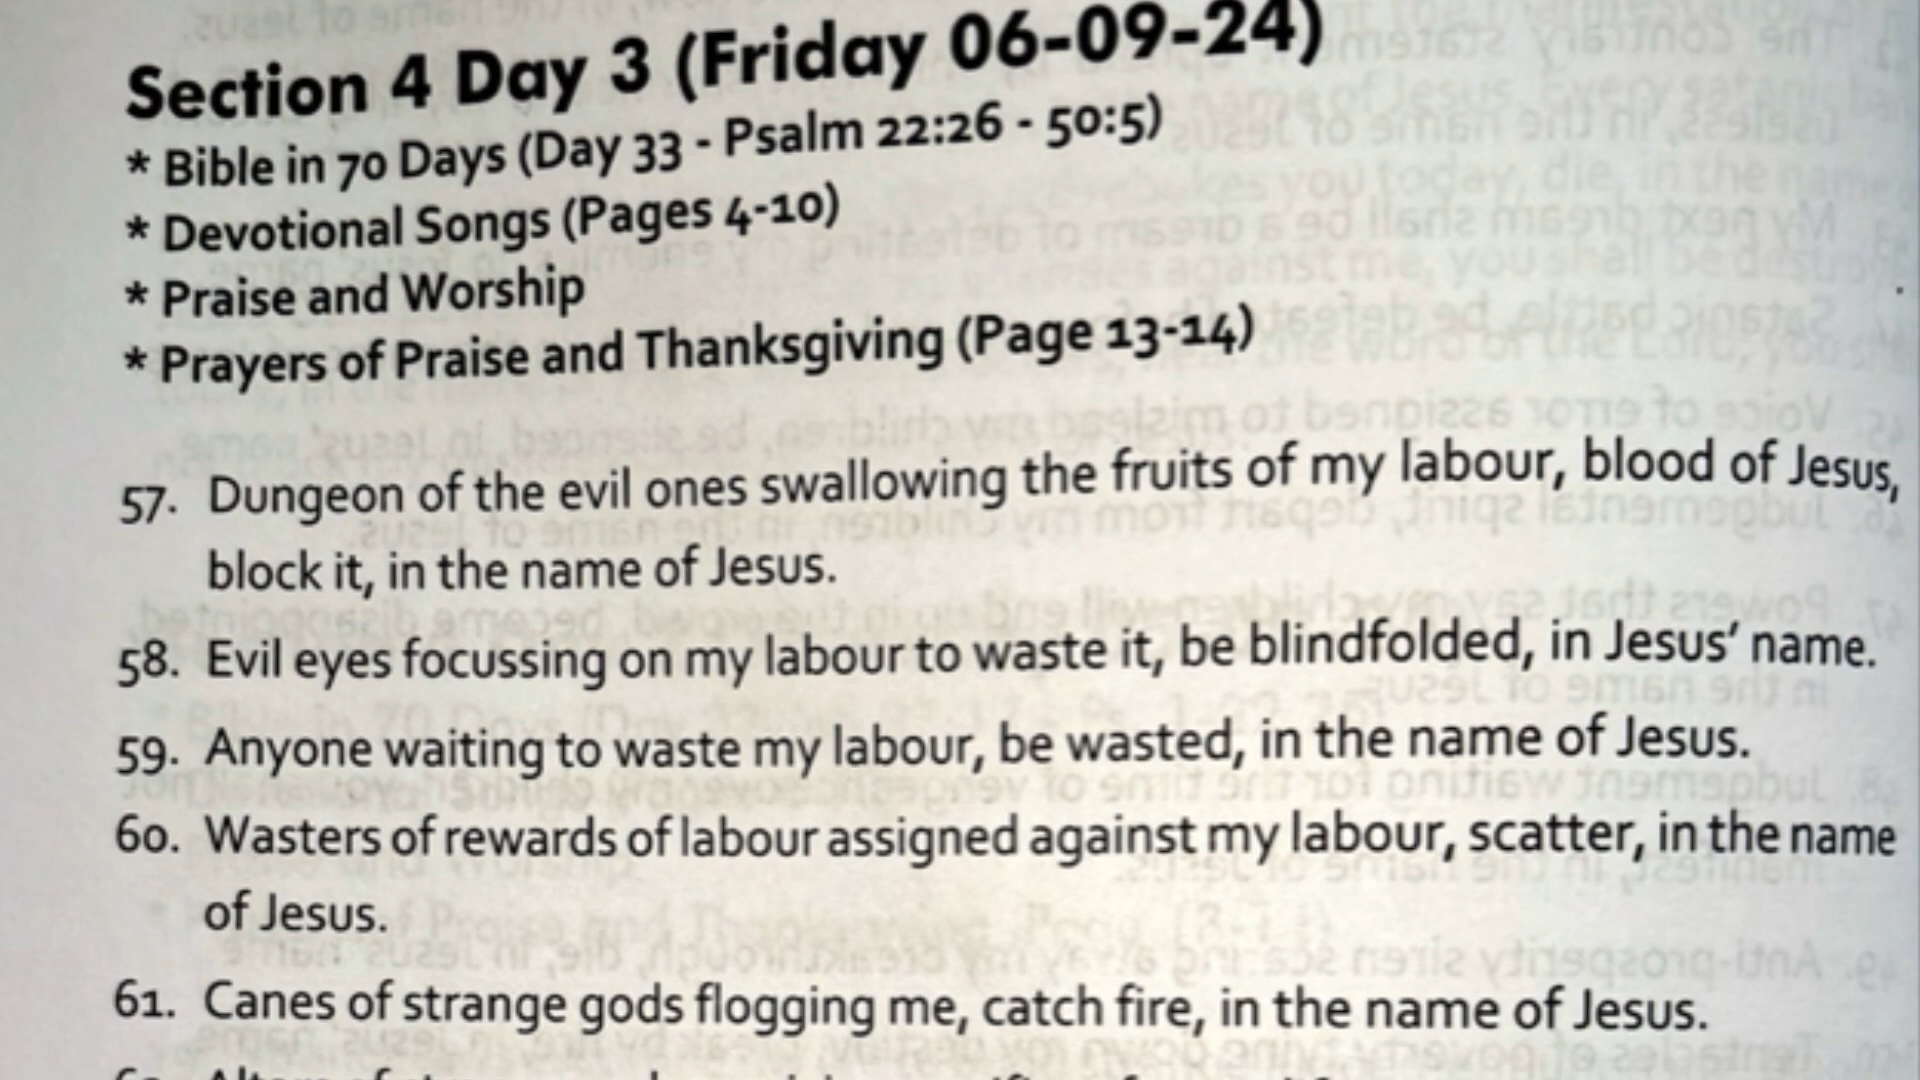 Section 4 Day 3 (Friday 06-09-24)
* Bible in 70 Days (Day 33 - Psalm 22:26 - 50:5)
* Devotional Songs (Pages 4-10)
* Praise and Worship
* Prayers of Praise and Thanksgiving (Page 13-14)
57. Dungeon of the evil ones swallowing the fruits of my labour, blood of Jesus,
block it, in the name of Jesus.
58. Evil eyes focussing on my labour to waste it, be blindfolded, in Jesus’ name.
59. Anyone waiting to waste my labour, be wasted, in the name of Jesus.
60. Wasters of rewards of labour assigned against my labour, scatter, in the name
of Jesus.
61. Canes of strange gods flogging me, catch fire, in the name of Jesus.